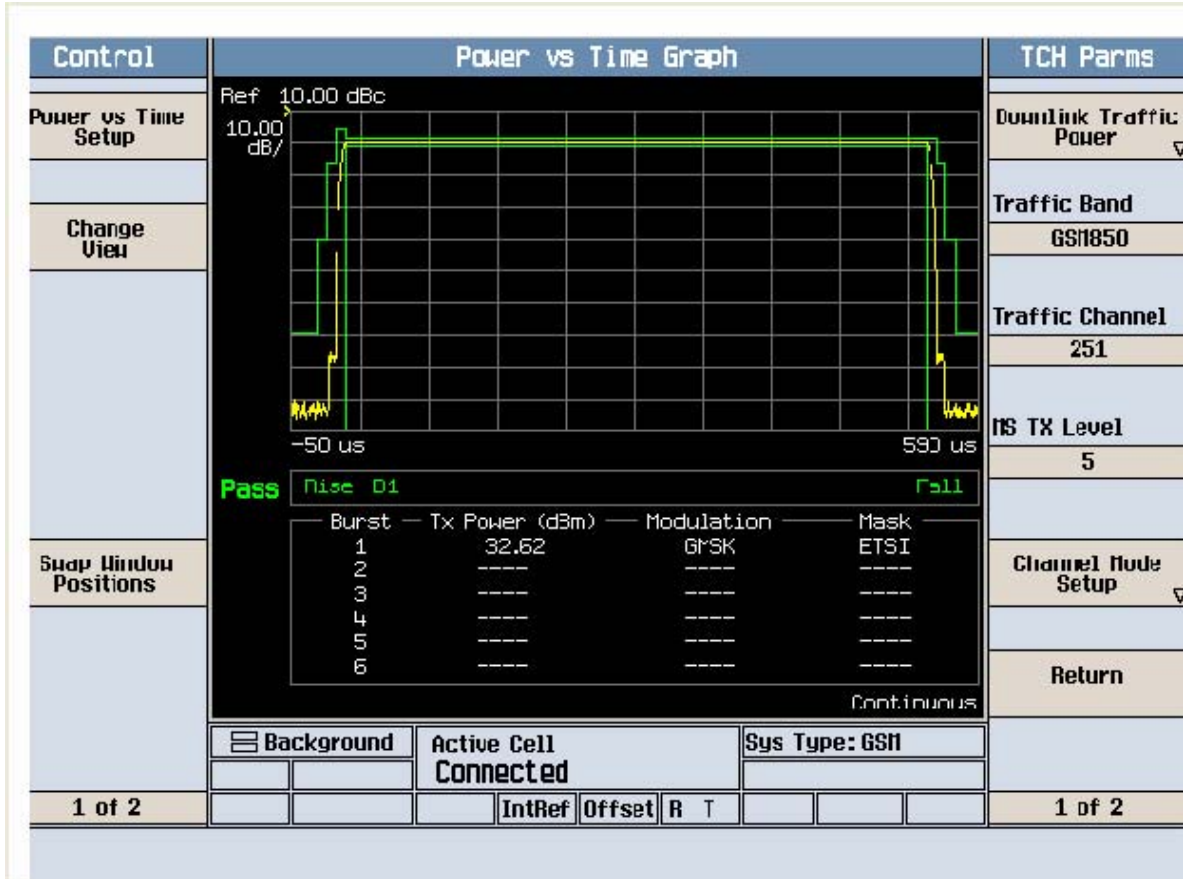 Control
Power vs Time Graph
TCH Parms
Power vs Time
Setup
Change
View
Swap Window
Positions
1 of 2
Ref 10.00 dBc
10.00
dB/
-50 us
590 us
Pass
Rise 01
Fall
Burst
Tx Power (dBm)
Modulation
Mask
1 32.62 GMSK ETSI
2 ---- ---- ----
3 ---- ---- ----
4 ---- ---- ----
5 ---- ---- ----
6 ---- ---- ----
Continuous
Background
Active Cell
Connected
Sys Type: GSM
IntRef
Offset
R T
Downlink Traffic
Power
Traffic Band
GSM850
Traffic Channel
251
MS TX Level
5
Channel Mode
Setup
Return
1 of 2